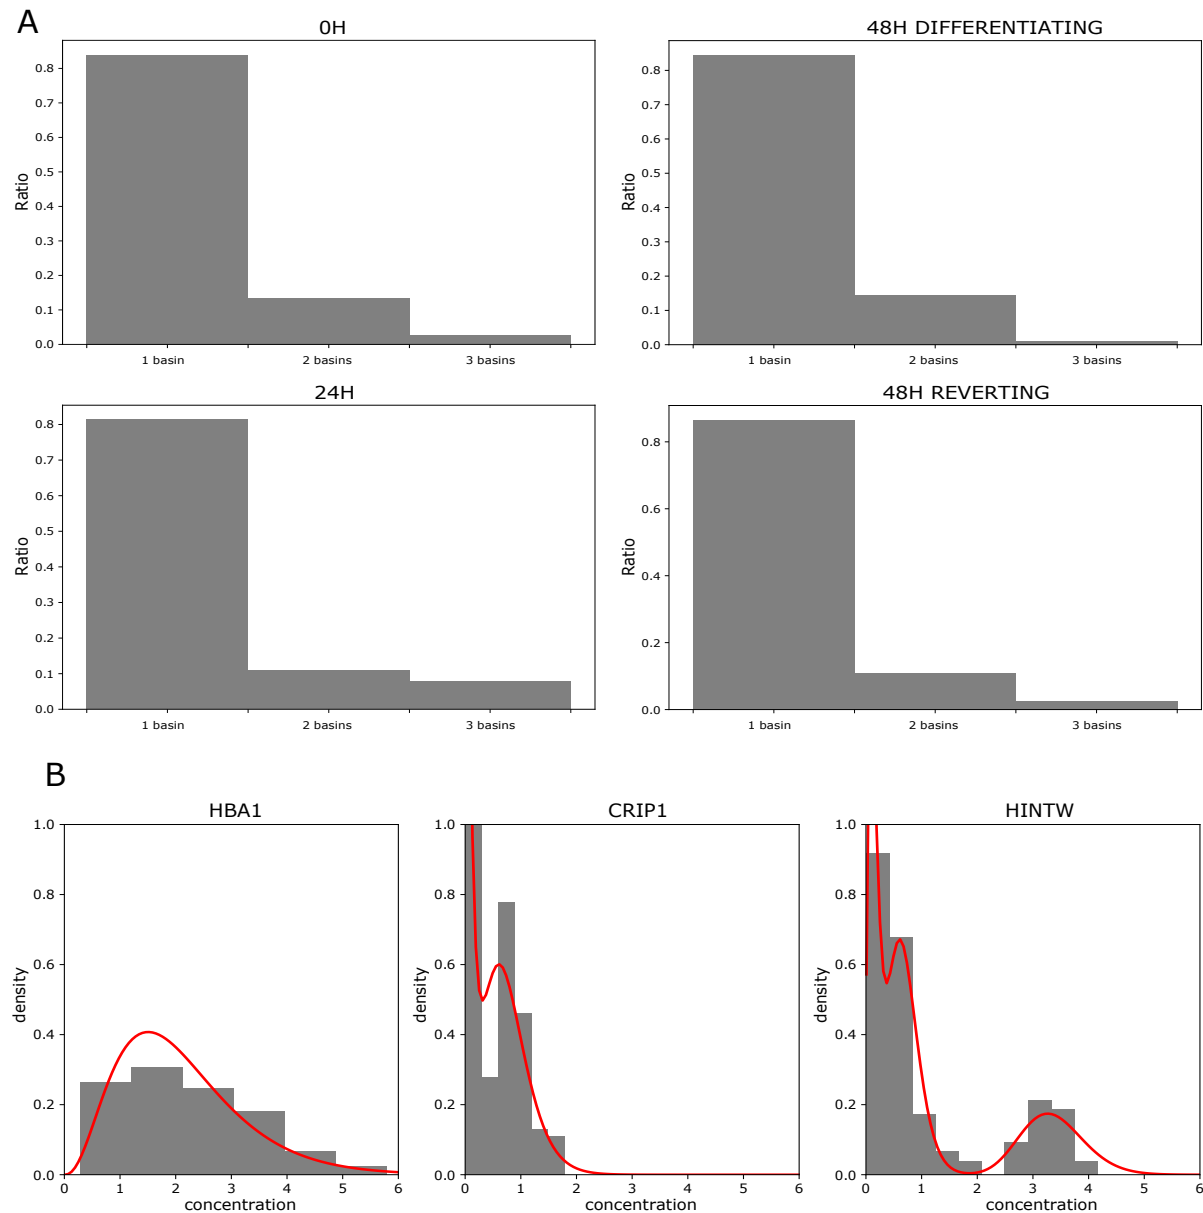 A
0H
Ratio
0.8
0.7
0.6
0.5
0.4
0.3
0.2
0.1
0.0
1 basin 2 basins 3 basins
48H DIFFERENTIATING
Ratio
0.8
0.7
0.6
0.5
0.4
0.3
0.2
0.1
0.0
1 basin 2 basins 3 basins
24H
Ratio
0.8
0.7
0.6
0.5
0.4
0.3
0.2
0.1
0.0
1 basin 2 basins 3 basins
48H REVERTING
Ratio
0.8
0.6
0.4
0.2
0.0
1 basin 2 basins 3 basins
B
HBA1
density
1.0
0.8
0.6
0.4
0.2
0.0
0 1 2 3 4 5 6
concentration
CRIP1
density
1.0
0.8
0.6
0.4
0.2
0.0
0 1 2 3 4 5 6
concentration
HINTW
density
1.0
0.8
0.6
0.4
0.2
0.0
0 1 2 3 4 5 6
concentration